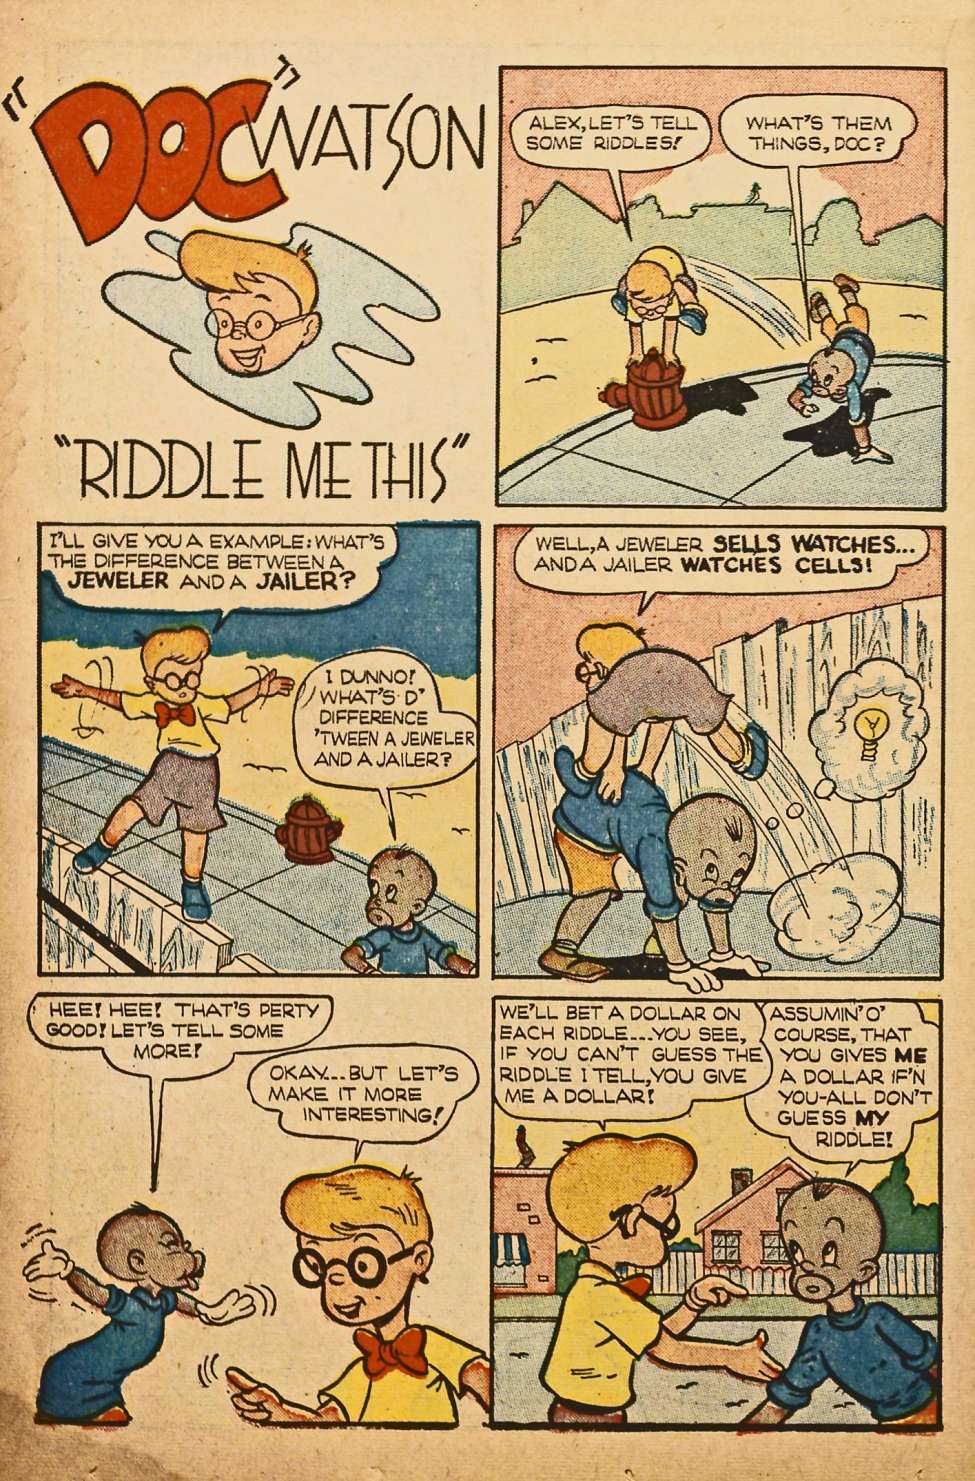 "DOC" WATSON
"RIDDLE ME THIS"
ALEX, LET'S TELL
SOME RIDDLES!
WHAT'S THEM
THINGS, DOC?
I'LL GIVE YOU A EXAMPLE: WHAT'S
THE DIFFERENCE BETWEEN A
JEWELER AND A JAILER?
I DUNNO!
WHAT'S D'
DIFFERENCE
'TWEEN A JEWELER
AND A JAILER?
WELL, A JEWELER SELLS WATCHES...
AND A JAILER WATCHES CELLS!
HEE! HEE! THAT'S PERTY
GOOD! LET'S TELL SOME
MORE!
OKAY... BUT LET'S
MAKE IT MORE
INTERESTING!
WE'LL BET A DOLLAR ON
EACH RIDDLE... YOU SEE,
IF YOU CAN'T GUESS THE
RIDDLE I TELL, YOU GIVE
ME A DOLLAR!
ASSUMIN' O'
COURSE, THAT
YOU GIVES ME
A DOLLAR IF'N
YOU-ALL DON'T
GUESS MY
RIDDLE!